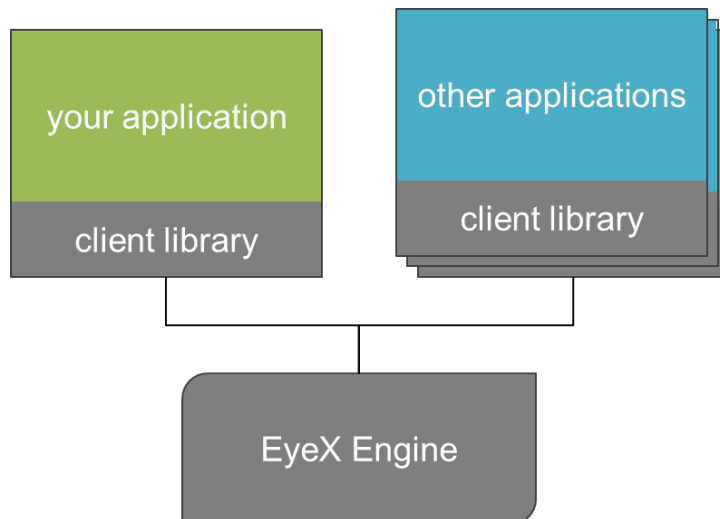 your application
client library
other applications
client library
EyeX Engine